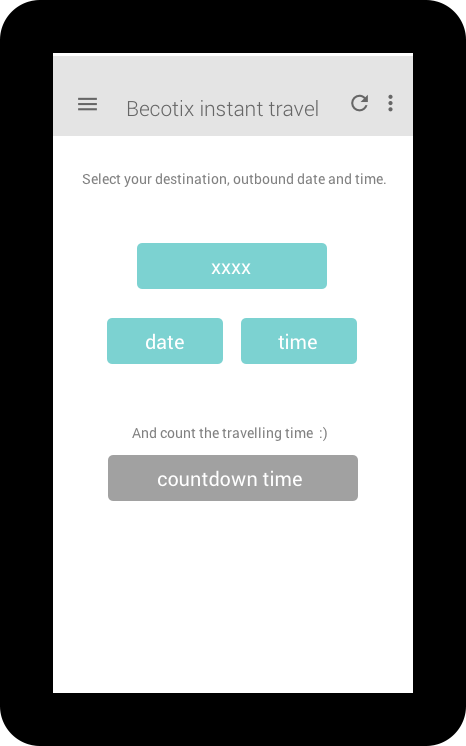 Becotix instant travel
Select your destination, outbound date and time.
xxxx
date time
And count the travelling time :)
countdown time